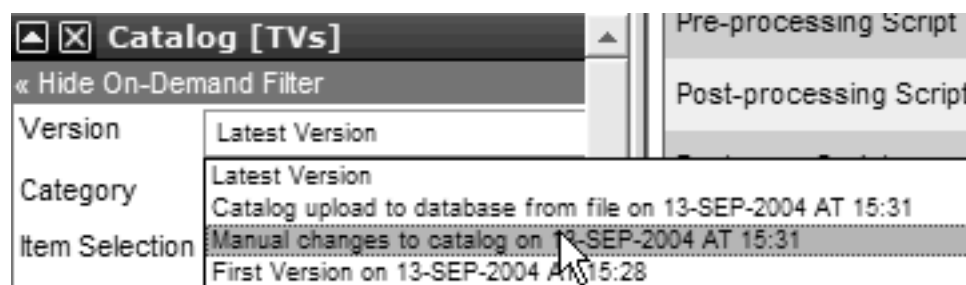 Catalog [TVs]
« Hide On-Demand Filter
Version
Latest Version
Category
Item Selection
Latest Version
Catalog upload to database from file on 13-SEP-2004 AT 15:31
Manual changes to catalog on 13-SEP-2004 AT 15:31
First Version on 13-SEP-2004 AT 15:28
Pre-processing Script
Post-processing Script